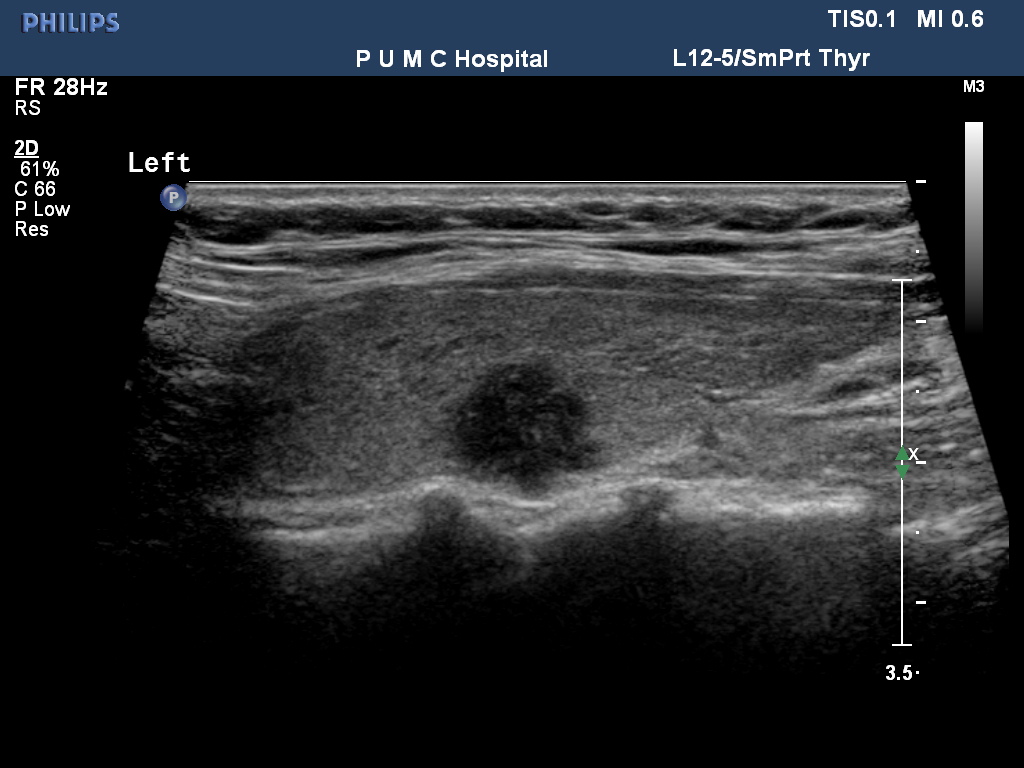 PHILIPS
TIS0.1 MI 0.6
P U M C Hospital
L12-5/SmPrt Thyr
FR 28Hz
RS
M3
2D
61%
C 66
P Low
Res
Left
P
X
3.5